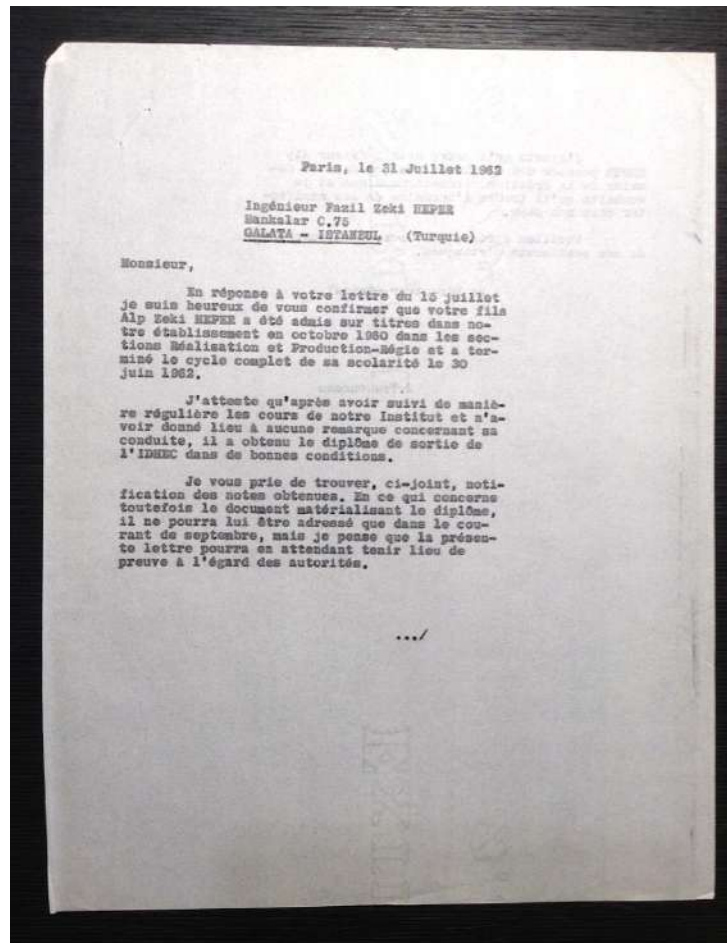 Paris, le 31 Juillet 1962
Ingénieur Fazil Zeki HEPER
Bankalar C.75
GALATA - ISTANBUL (Turquie)
Monsieur,
En réponse à votre lettre du 15 juillet
je suis heureux de vous confirmer que votre fils
Alp Zeki HEPER a été admis sur titres dans no-
tre établissement en octobre 1960 dans les sec-
tions Réalisation et Production-Régie et a ter-
miné le cycle complet de sa scolarité le 30
juin 1962.
J'atteste qu'après avoir suivi de maniè-
re régulière les cours de notre Institut et n'a-
voir donné lieu à aucune remarque concernant sa
conduite, il a obtenu le diplôme de sortie de
l'IDHEC dans de bonnes conditions.
Je vous prie de trouver, ci-joint, noti-
fication des notes obtenues. En ce qui concerne
toutefois le document matérialisant le diplôme,
il ne pourra lui être adressé que dans le cou-
rant de septembre, mais je pense que la présen-
te lettre pourra en attendant tenir lieu de
preuve à l'égard des autorités.
.../